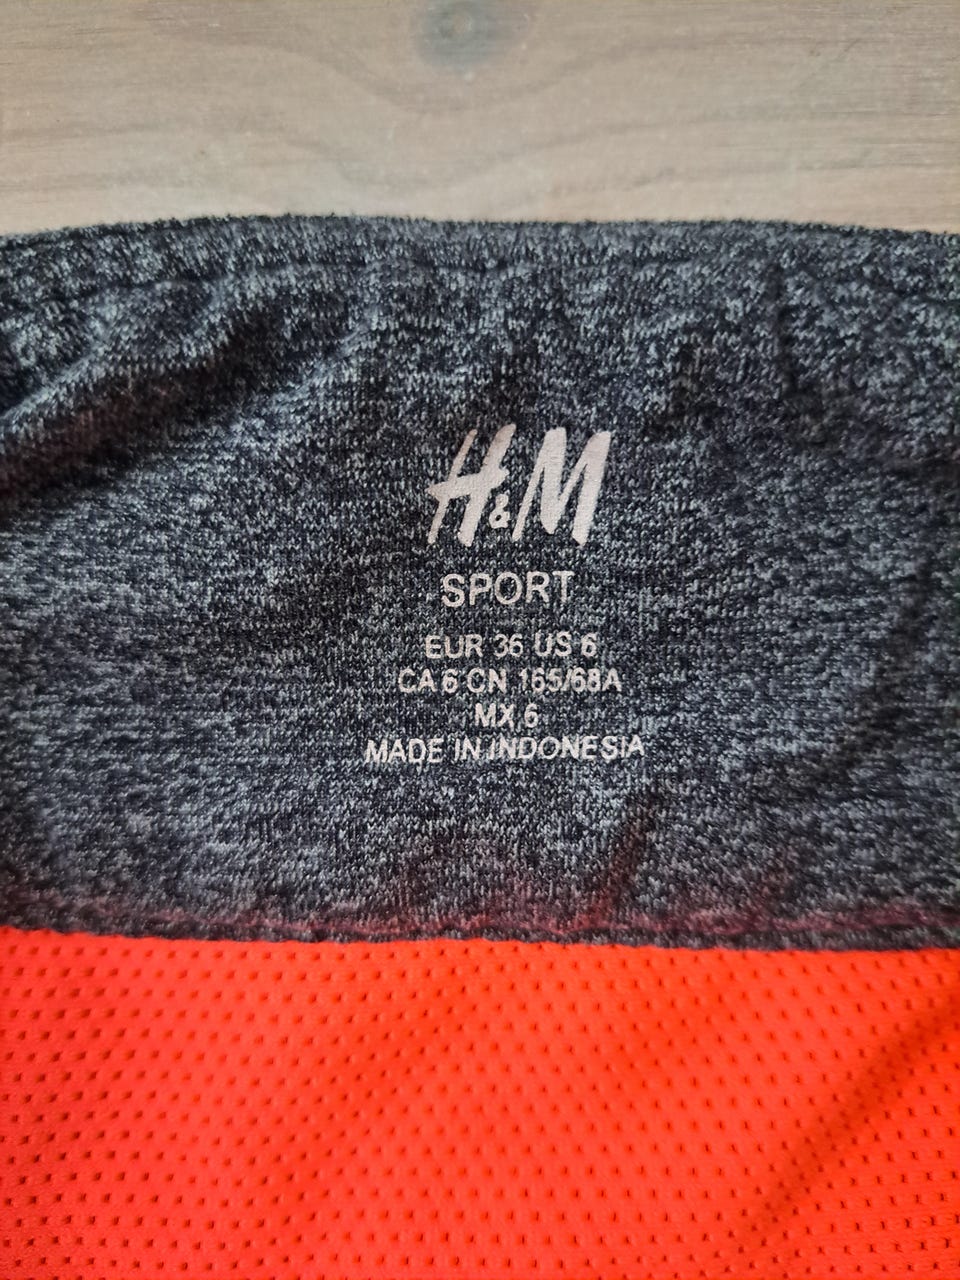 H&M
SPORT
EUR 36 US 6
CA 6 CN 165/68A
MX 6
MADE IN INDONESIA